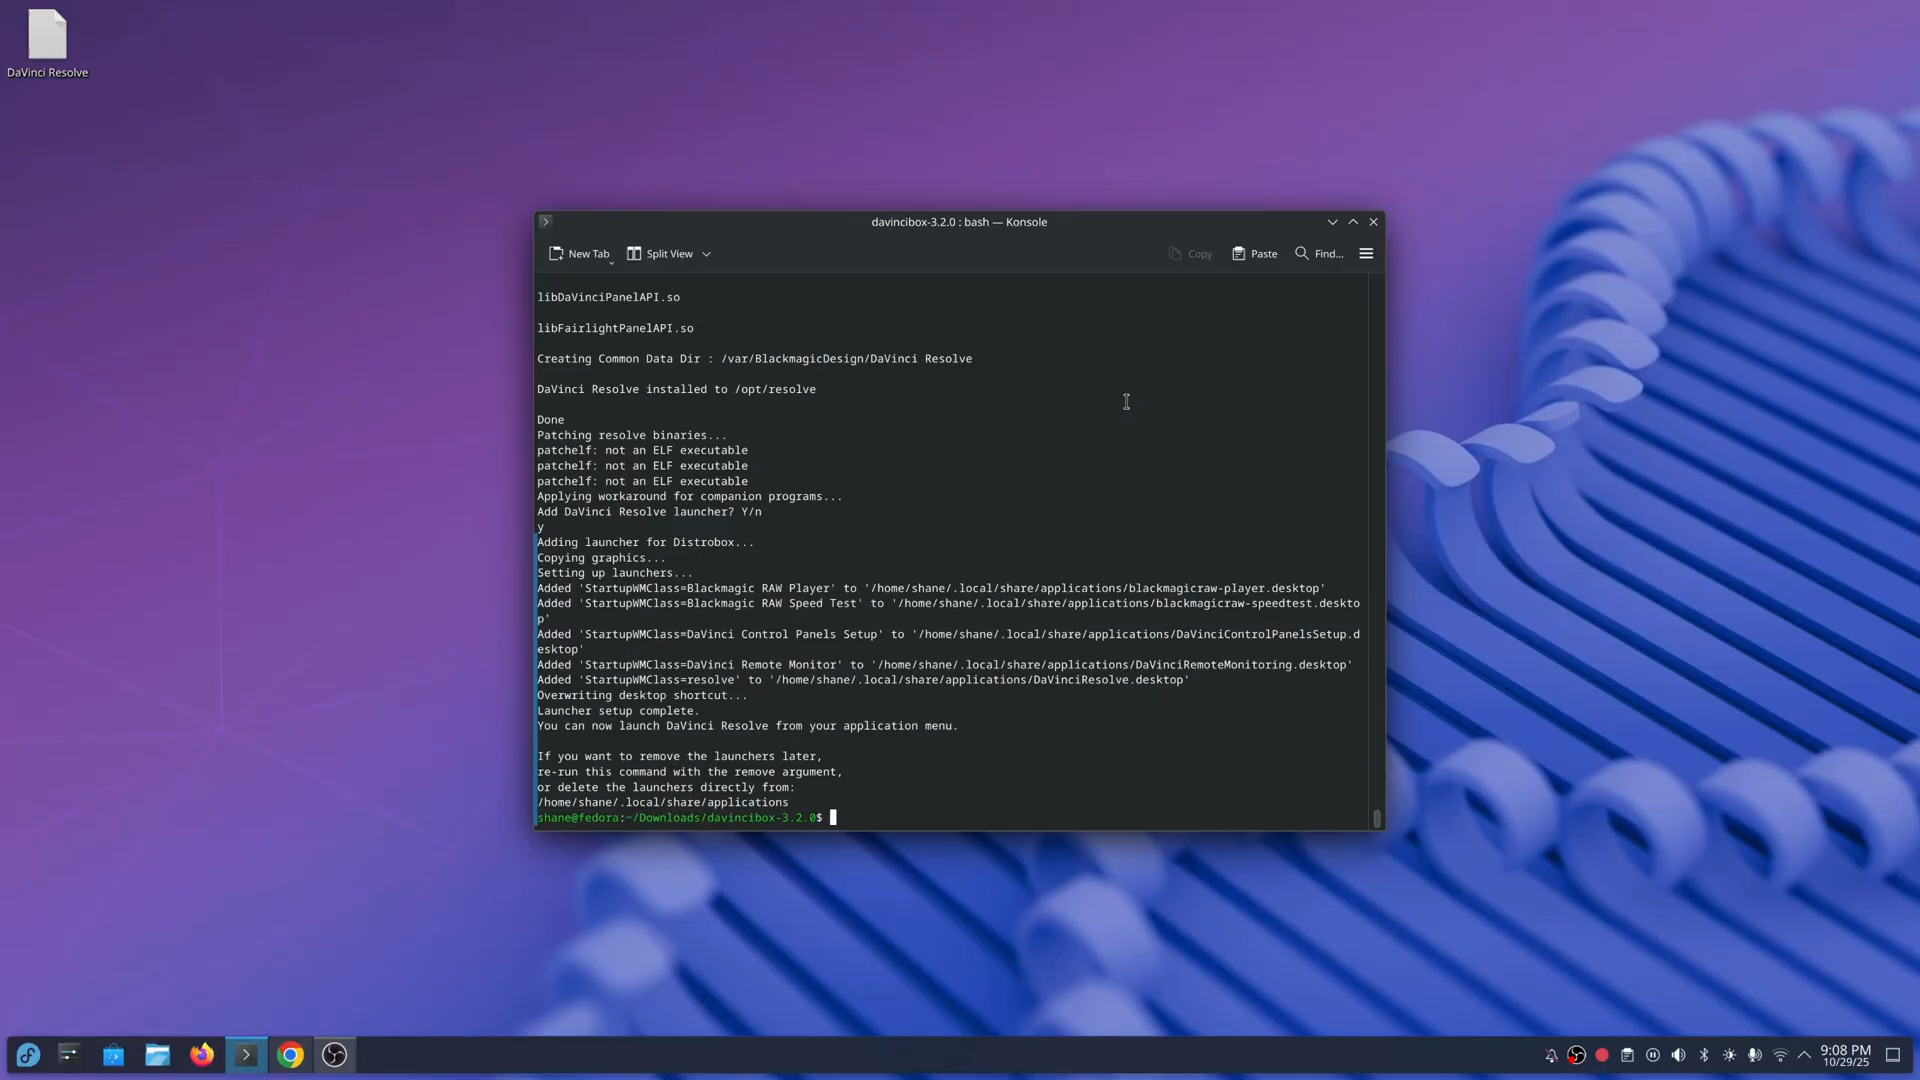 DaVinci Resolve
davincibox-3.2.0 : bash — Konsole
New Tab
Split View
Copy
Paste
Find...
libDaVinciPanelAPI.so
libFairlightPanelAPI.so
Creating Common Data Dir : /var/BlackmagicDesign/DaVinci Resolve
DaVinci Resolve installed to /opt/resolve
Done
Patching resolve binaries...
patchelf: not an ELF executable
patchelf: not an ELF executable
patchelf: not an ELF executable
Applying workaround for companion programs...
Add DaVinci Resolve launcher? Y/n
y
Adding launcher for Distrobox...
Copying graphics...
Setting up launchers...
Added 'StartupWMClass=Blackmagic RAW Player' to '/home/shane/.local/share/applications/blackmagicraw-player.desktop'
Added 'StartupWMClass=Blackmagic RAW Speed Test' to '/home/shane/.local/share/applications/blackmagicraw-speedtest.deskto
p'
Added 'StartupWMClass=DaVinci Control Panels Setup' to '/home/shane/.local/share/applications/DaVinciControlPanelsSetup.d
esktop'
Added 'StartupWMClass=DaVinci Remote Monitor' to '/home/shane/.local/share/applications/DaVinciRemoteMonitoring.desktop'
Added 'StartupWMClass=resolve' to '/home/shane/.local/share/applications/DaVinciResolve.desktop'
Overwriting desktop shortcut...
Launcher setup complete.
You can now launch DaVinci Resolve from your application menu.
If you want to remove the launchers later,
re-run this command with the remove argument,
or delete the launchers directly from:
/home/shane/.local/share/applications
shane@fedora:~/Downloads/davincibox-3.2.0$
9:08 PM
10/29/25